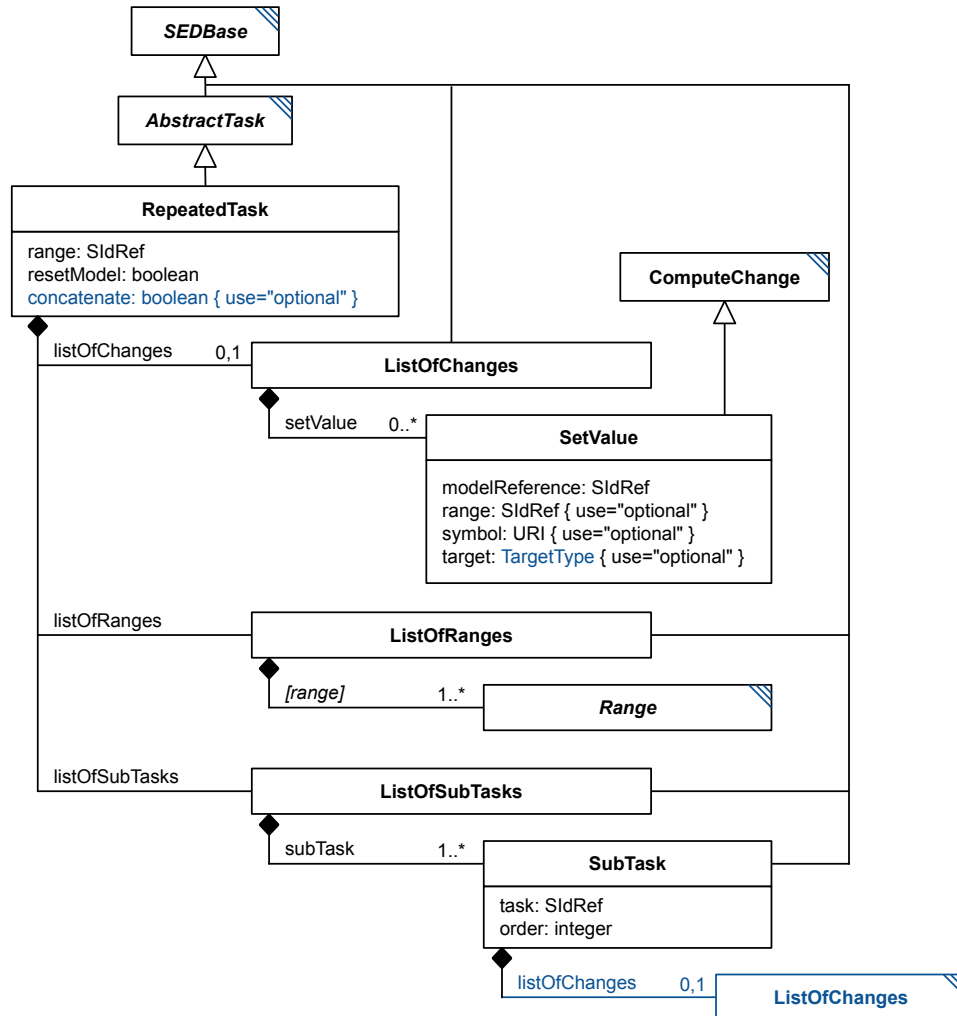 SEDBase
AbstractTask
RepeatedTask
range: SIdRef
resetModel: boolean
concatenate: boolean { use="optional" }
ComputeChange
listOfChanges 0,1
ListOfChanges
setValue 0..*
SetValue
modelReference: SIdRef
range: SIdRef { use="optional" }
symbol: URI { use="optional" }
target: TargetType { use="optional" }
listOfRanges
ListOfRanges
[range] 1..*
Range
listOfSubTasks
ListOfSubTasks
subTask 1..*
SubTask
task: SIdRef
order: integer
listOfChanges 0,1
ListOfChanges